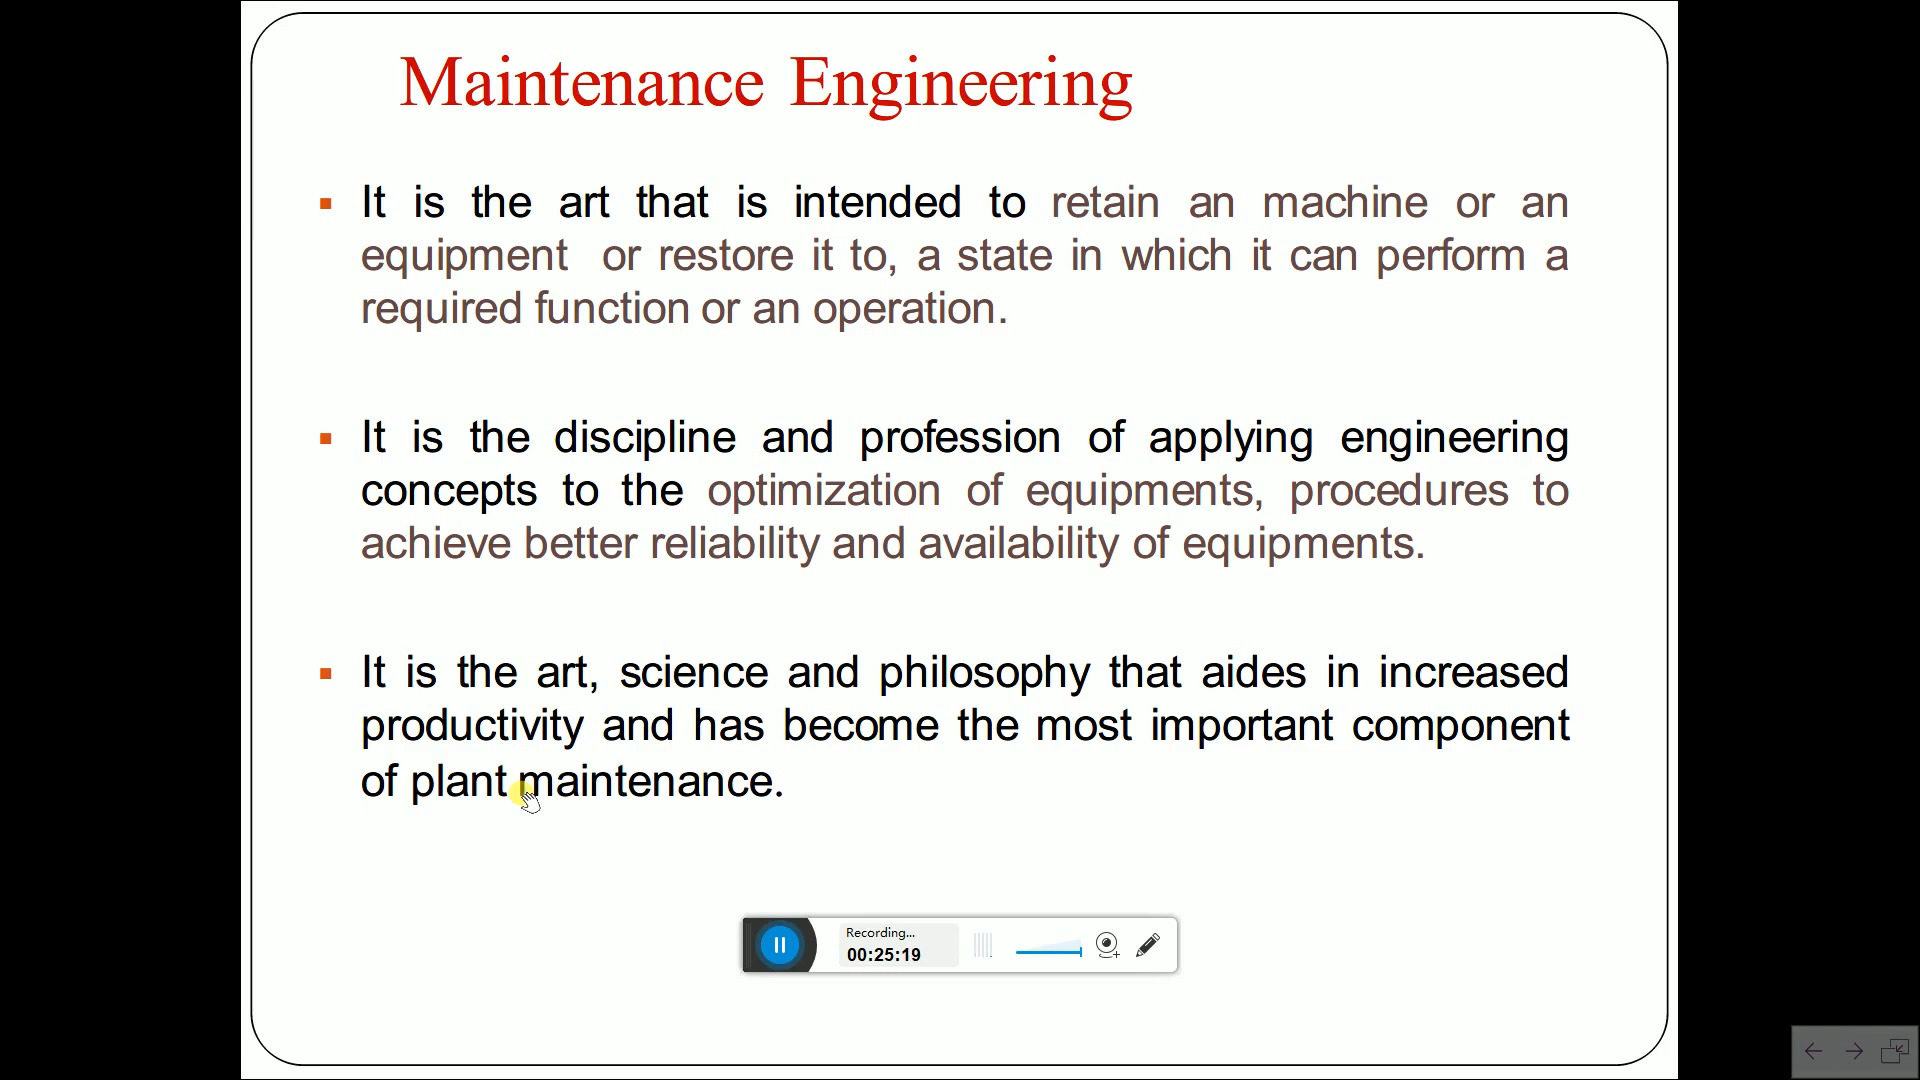 Maintenance Engineering
It is the art that is intended to retain an machine or an
equipment or restore it to, a state in which it can perform a
required function or an operation.
It is the discipline and profession of applying engineering
concepts to the optimization of equipments, procedures to
achieve better reliability and availability of equipments.
It is the art, science and philosophy that aides in increased
productivity and has become the most important component
of plant maintenance.
Recording...
00:25:19